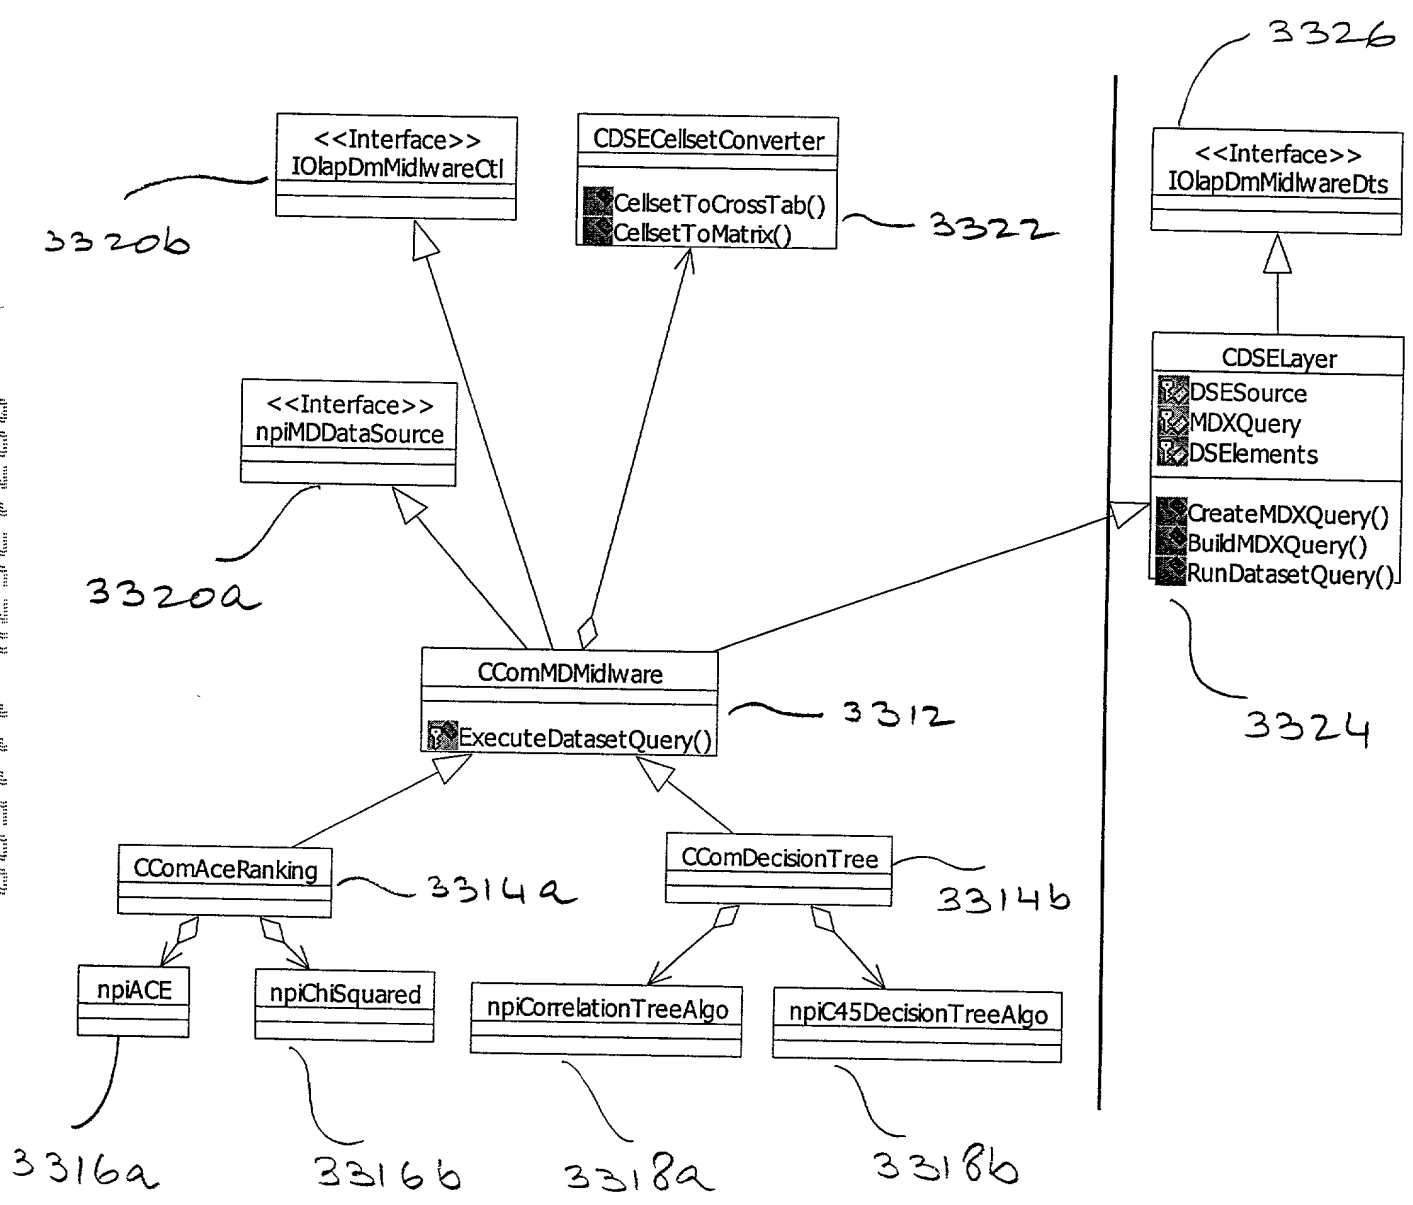 3326
<<Interface>>
IOlapDmMidlwareCtl
CDSECellsetConverter
CellsetToCrossTab()
CellsetToMatrix()
<<Interface>>
IOlapDmMidlwareDts
3320b
3322
CDSELayer
DSESource
MDXQuery
DSElements
CreateMDXQuery()
BuildMDXQuery()
RunDatasetQuery()
<<Interface>>
npiMDDataSource
3320a
3324
CComMDMidlware
ExecuteDatasetQuery()
3312
CComAceRanking
3314a
CComDecisionTree
3314b
npiACE
npiChiSquared
npiCorrelationTreeAlgo
npiC45DecisionTreeAlgo
3316a
3316b
3318a
3318b